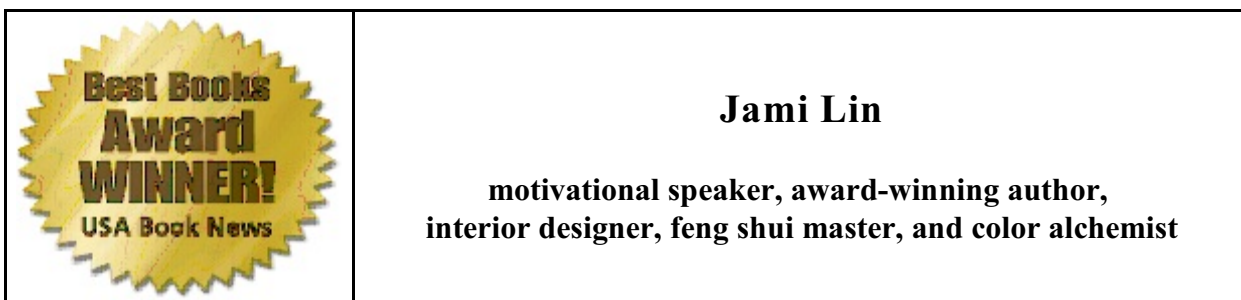 Best Books
Award
WINNER!
USA Book News
Jami Lin
motivational speaker, award-winning author,
interior designer, feng shui master, and color alchemist